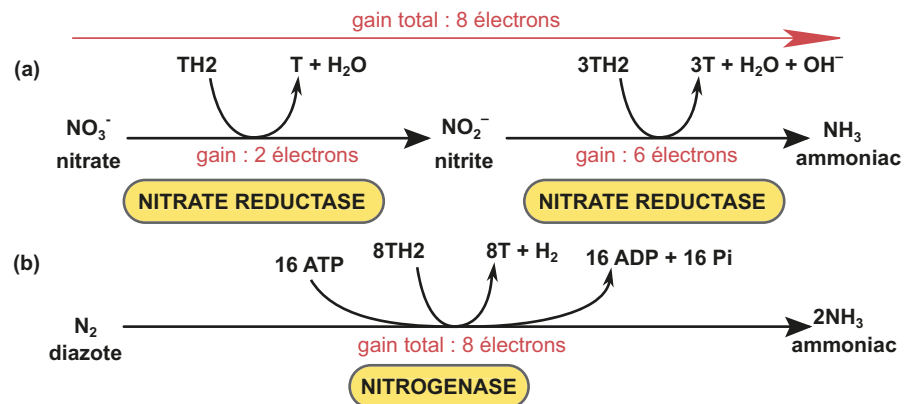 gain total : 8 électrons
(a)
TH2 T + H₂O 3TH2 3T + H₂O + OH⁻
NO₃⁻ NO₂⁻ NH₃
nitrate gain : 2 électrons nitrite gain : 6 électrons ammoniac
NITRATE REDUCTASE NITRATE REDUCTASE
(b)
16 ATP 8TH2 8T + H₂ 16 ADP + 16 Pi
N₂ 2NH₃
diazote gain total : 8 électrons ammoniac
NITROGENASE